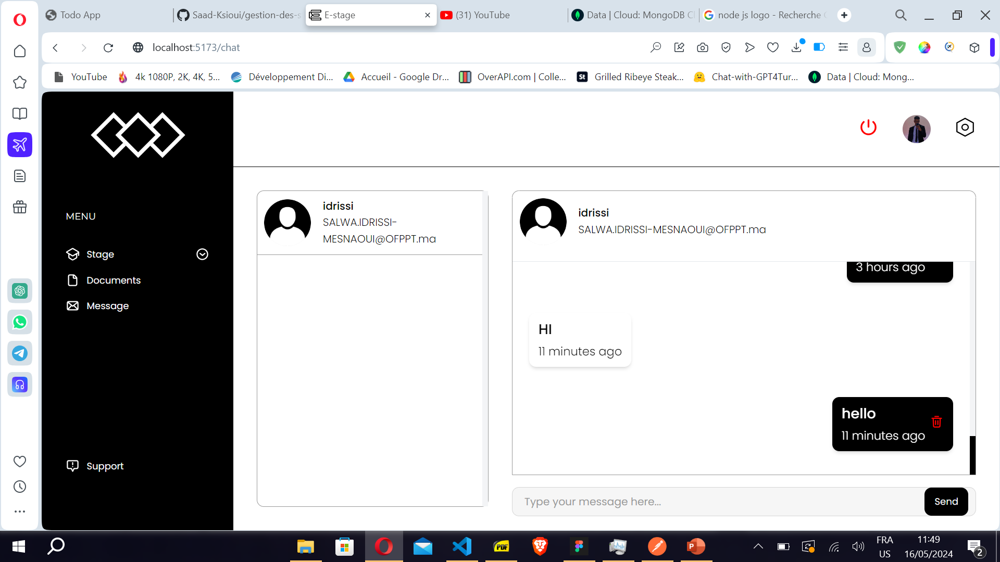 Todo App
Saad-Ksioui/gestion-des-s
E-stage
(31) YouTube
Data | Cloud: MongoDB Cl
node js logo - Recherche G
localhost:5173/chat
YouTube
4k 1080P, 2K, 4K, 5...
Développement Di...
Accueil - Google Dr...
OverAPI.com | Colle...
St
Grilled Ribeye Steak...
Chat-with-GPT4Tur...
Data | Cloud: Mong...
MENU
Stage
Documents
Message
Support
idrissi
SALWA.IDRISSI-
MESNAOUI@OFPPT.ma
idrissi
SALWA.IDRISSI-MESNAOUI@OFPPT.ma
3 hours ago
HI
11 minutes ago
hello
11 minutes ago
Type your message here...
Send
PDF
P
FRA
US
11:49
16/05/2024
2